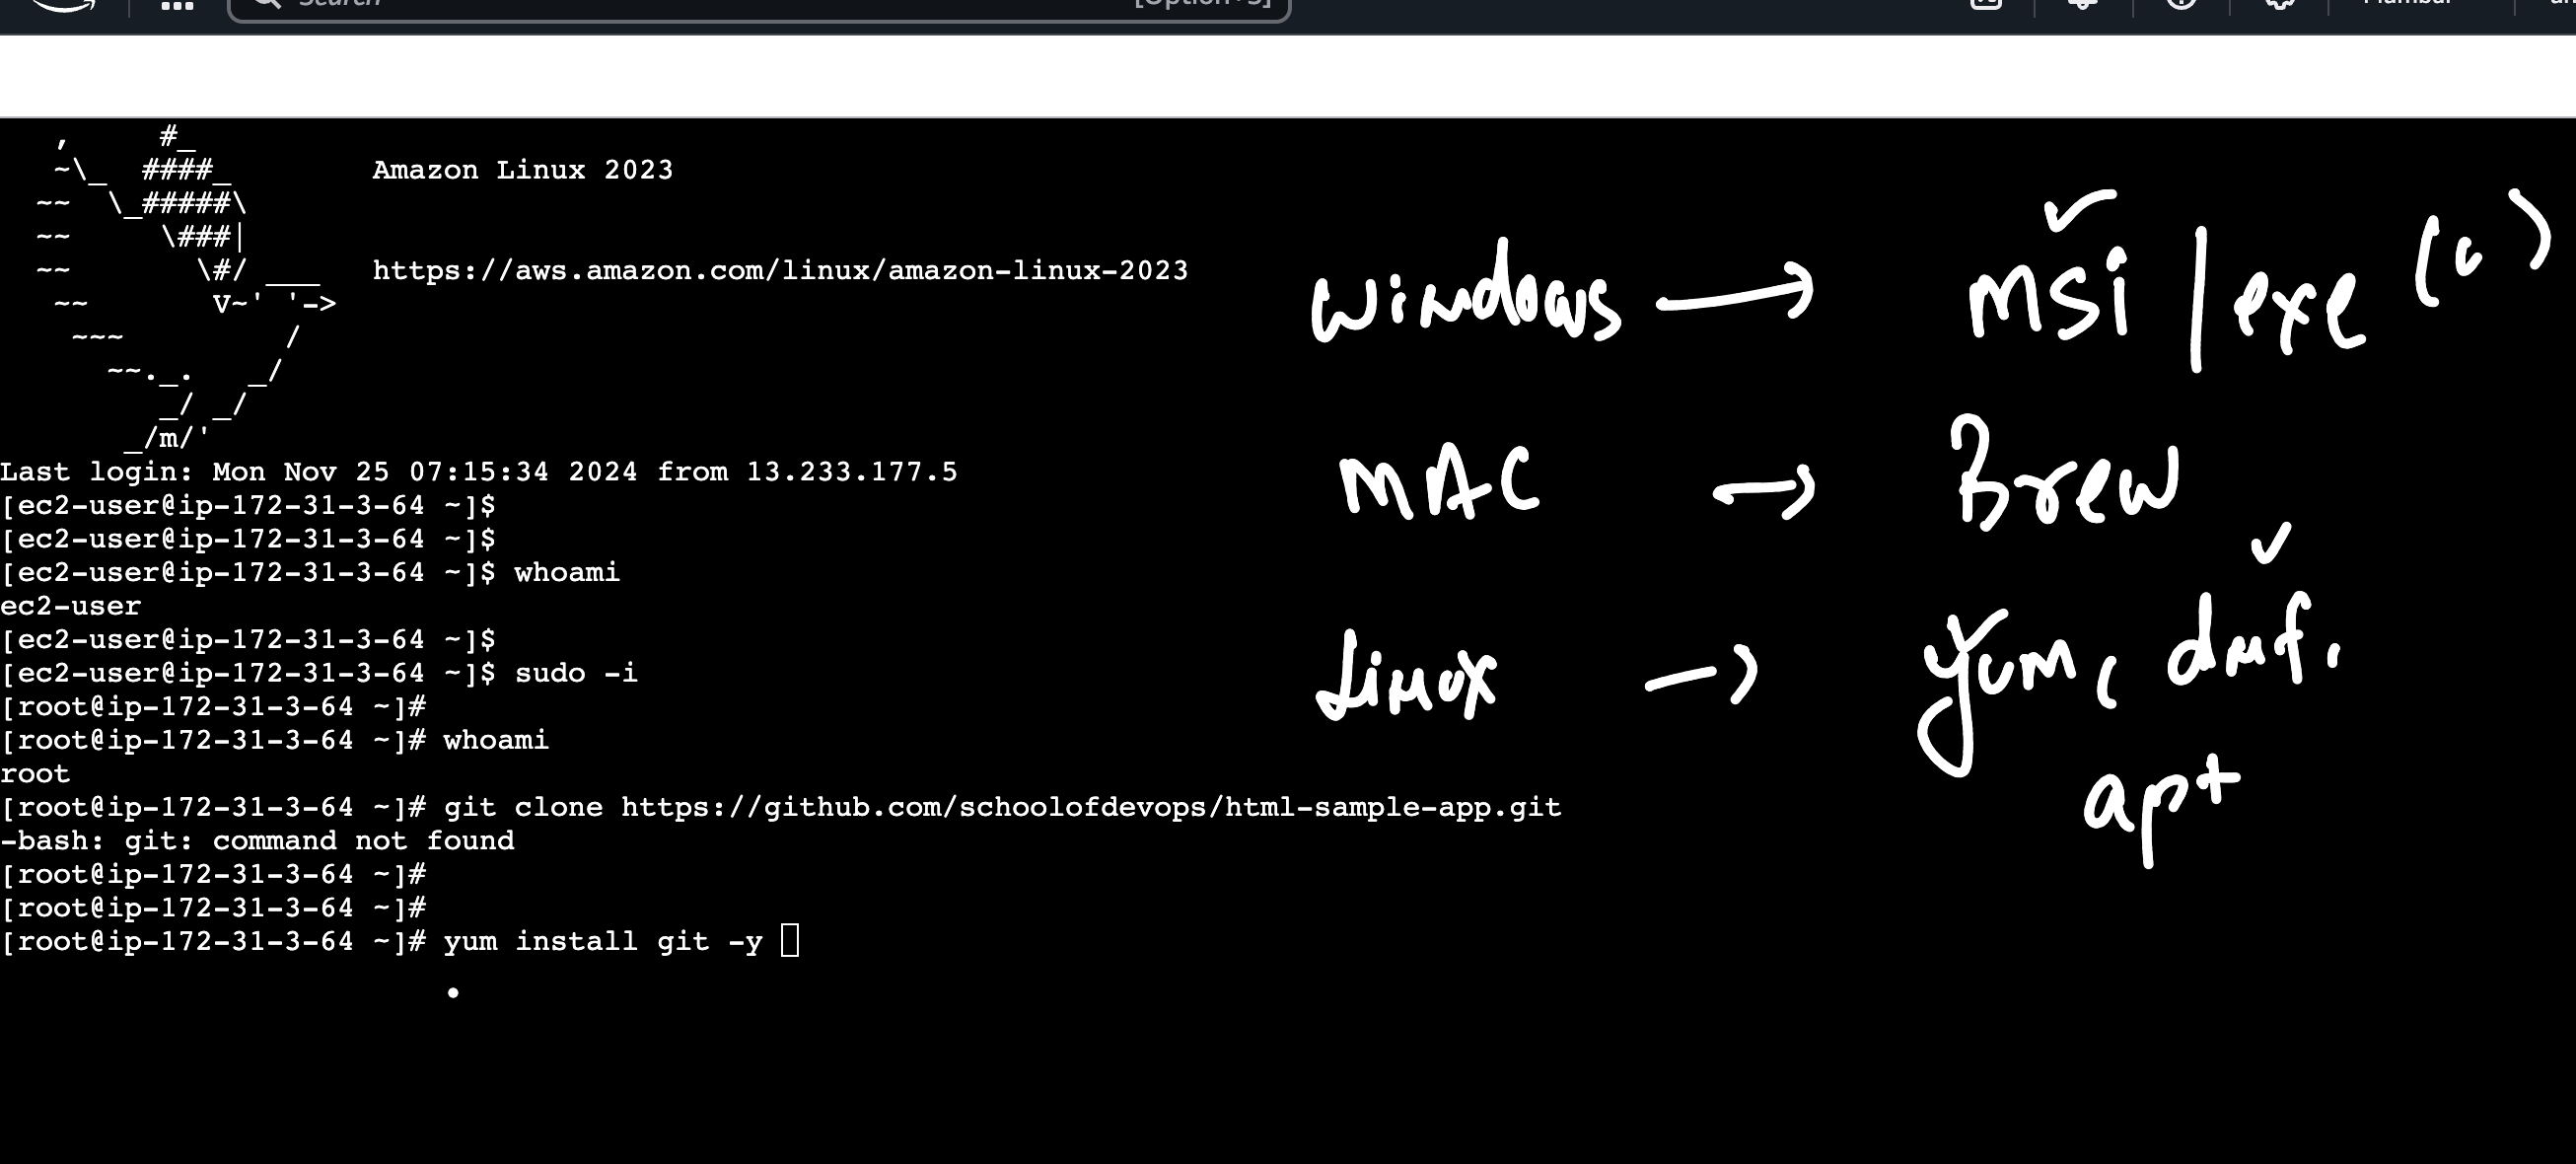 Search [Option+S]
, #_
~\_ ####_ Amazon Linux 2023
~~ \_#####\
~~ \###|
~~ \#/ ___ https://aws.amazon.com/linux/amazon-linux-2023
~~ V~' '->
~~~ /
~~._. _/
_/ _/
_/m/'
Last login: Mon Nov 25 07:15:34 2024 from 13.233.177.5
[ec2-user@ip-172-31-3-64 ~]$
[ec2-user@ip-172-31-3-64 ~]$
[ec2-user@ip-172-31-3-64 ~]$ whoami
ec2-user
[ec2-user@ip-172-31-3-64 ~]$
[ec2-user@ip-172-31-3-64 ~]$ sudo -i
[root@ip-172-31-3-64 ~]#
[root@ip-172-31-3-64 ~]# whoami
root
[root@ip-172-31-3-64 ~]# git clone https://github.com/schoolofdevops/html-sample-app.git
-bash: git: command not found
[root@ip-172-31-3-64 ~]#
[root@ip-172-31-3-64 ~]#
[root@ip-172-31-3-64 ~]# yum install git -y
windows → msi / exe
MAC → Brew
Linux → yum, dnf,
apt